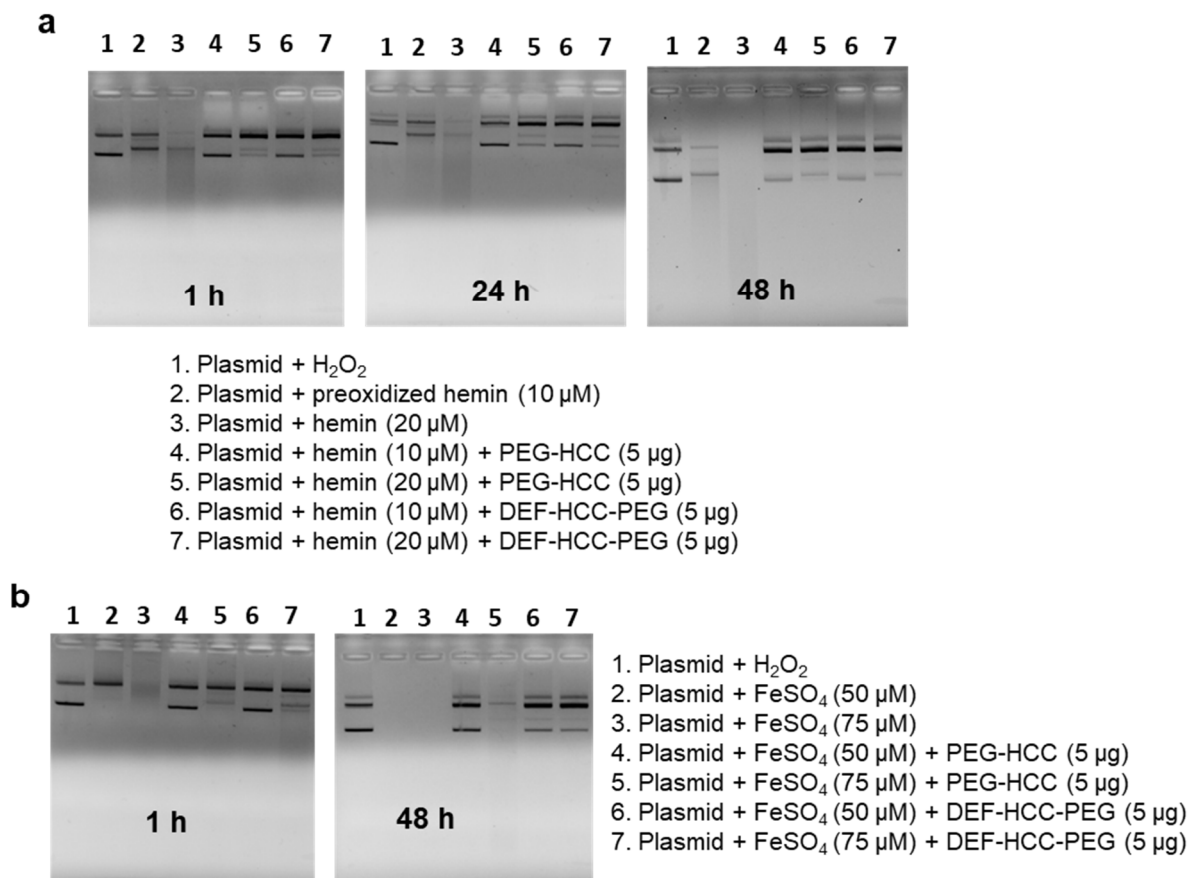 a
1 2 3 4 5 6 7
1 2 3 4 5 6 7
1 2 3 4 5 6 7
1 h
24 h
48 h
1. Plasmid + H₂O₂
2. Plasmid + preoxidized hemin (10 µM)
3. Plasmid + hemin (20 µM)
4. Plasmid + hemin (10 µM) + PEG-HCC (5 µg)
5. Plasmid + hemin (20 µM) + PEG-HCC (5 µg)
6. Plasmid + hemin (10 µM) + DEF-HCC-PEG (5 µg)
7. Plasmid + hemin (20 µM) + DEF-HCC-PEG (5 µg)
b
1 2 3 4 5 6 7
1 2 3 4 5 6 7
1 h
48 h
1. Plasmid + H₂O₂
2. Plasmid + FeSO₄ (50 µM)
3. Plasmid + FeSO₄ (75 µM)
4. Plasmid + FeSO₄ (50 µM) + PEG-HCC (5 µg)
5. Plasmid + FeSO₄ (75 µM) + PEG-HCC (5 µg)
6. Plasmid + FeSO₄ (50 µM) + DEF-HCC-PEG (5 µg)
7. Plasmid + FeSO₄ (75 µM) + DEF-HCC-PEG (5 µg)